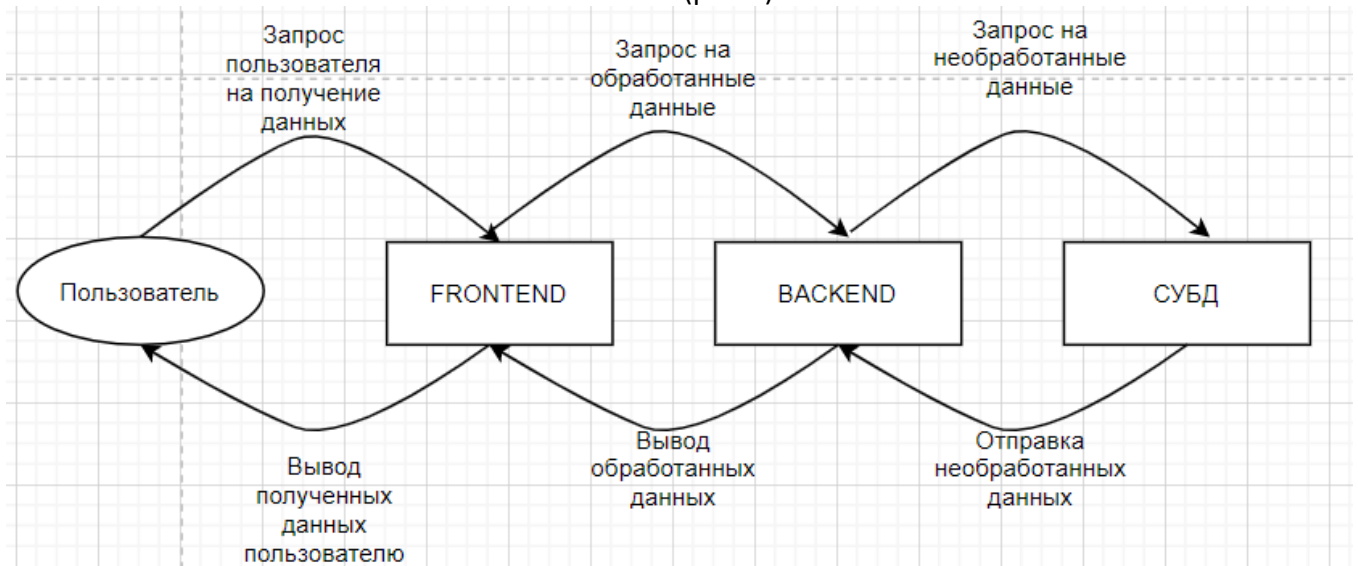 Запрос
пользователя
на получение
данных
Запрос на
обработанные
данные
Запрос на
необработанные
данные
Пользователь
FRONTEND
BACKEND
СУБД
Вывод
полученных
данных
пользователю
Вывод
обработанных
данных
Отправка
необработанных
данных